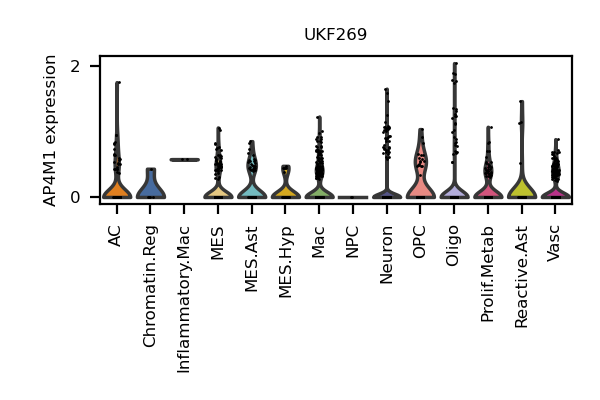 UKF269
AP4M1 expression
2
0
AC
Chromatin.Reg
Inflammatory.Mac
MES
MES.Ast
MES.Hyp
Mac
NPC
Neuron
OPC
Oligo
Prolif.Metab
Reactive.Ast
Vasc